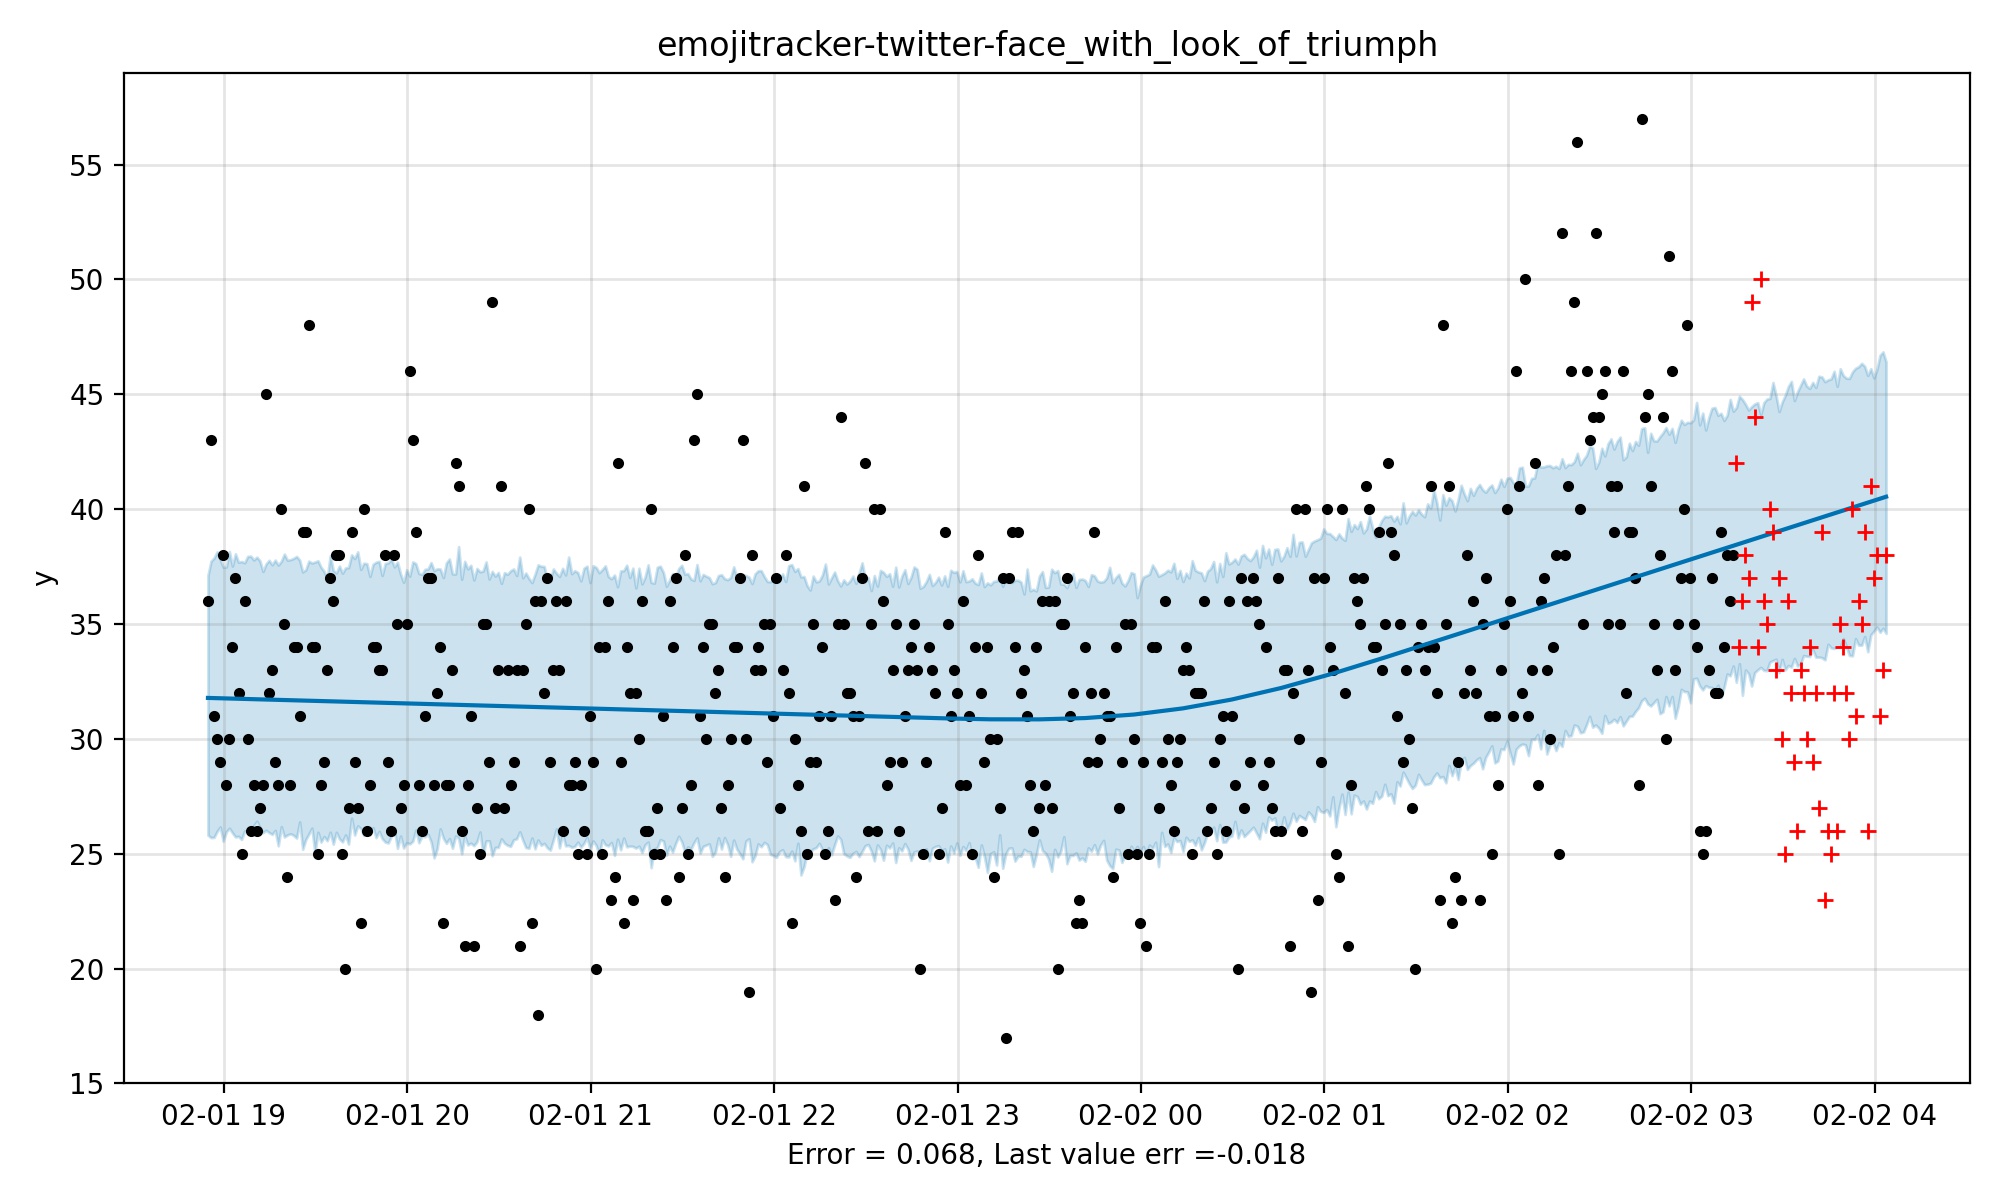 emojitracker-twitter-face_with_look_of_triumph
y
55
50
45
40
35
30
25
20
15
02-01 19 02-01 20 02-01 21 02-01 22 02-01 23 02-02 00 02-02 01 02-02 02 02-02 03 02-02 04
Error = 0.068, Last value err =-0.018